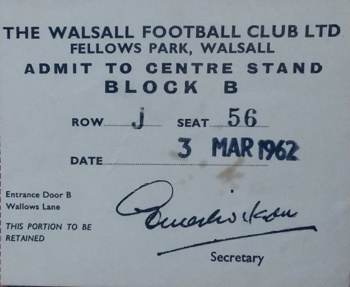 THE WALSALL FOOTBALL CLUB LTD
FELLOWS PARK, WALSALL
ADMIT TO CENTRE STAND
BLOCK B
ROW J SEAT 56
DATE 3 MAR 1962
Entrance Door B
Wallows Lane
THIS PORTION TO BE
RETAINED
Secretary